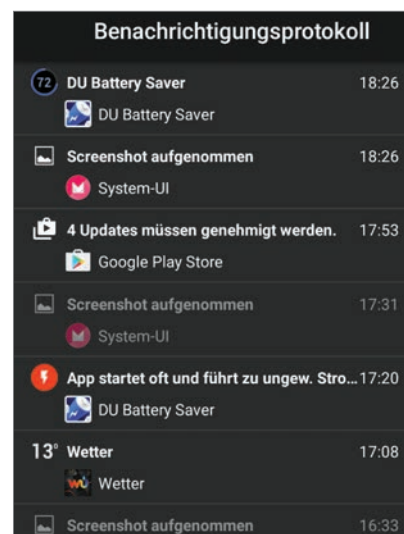 Benachrichtigungsprotokoll
72 DU Battery Saver 18:26
DU Battery Saver
Screenshot aufgenommen 18:26
System-UI
4 Updates müssen genehmigt werden. 17:53
Google Play Store
Screenshot aufgenommen 17:31
System-UI
App startet oft und führt zu ungew. Stro... 17:20
DU Battery Saver
13° Wetter 17:08
wu Wetter
Screenshot aufgenommen 16:33